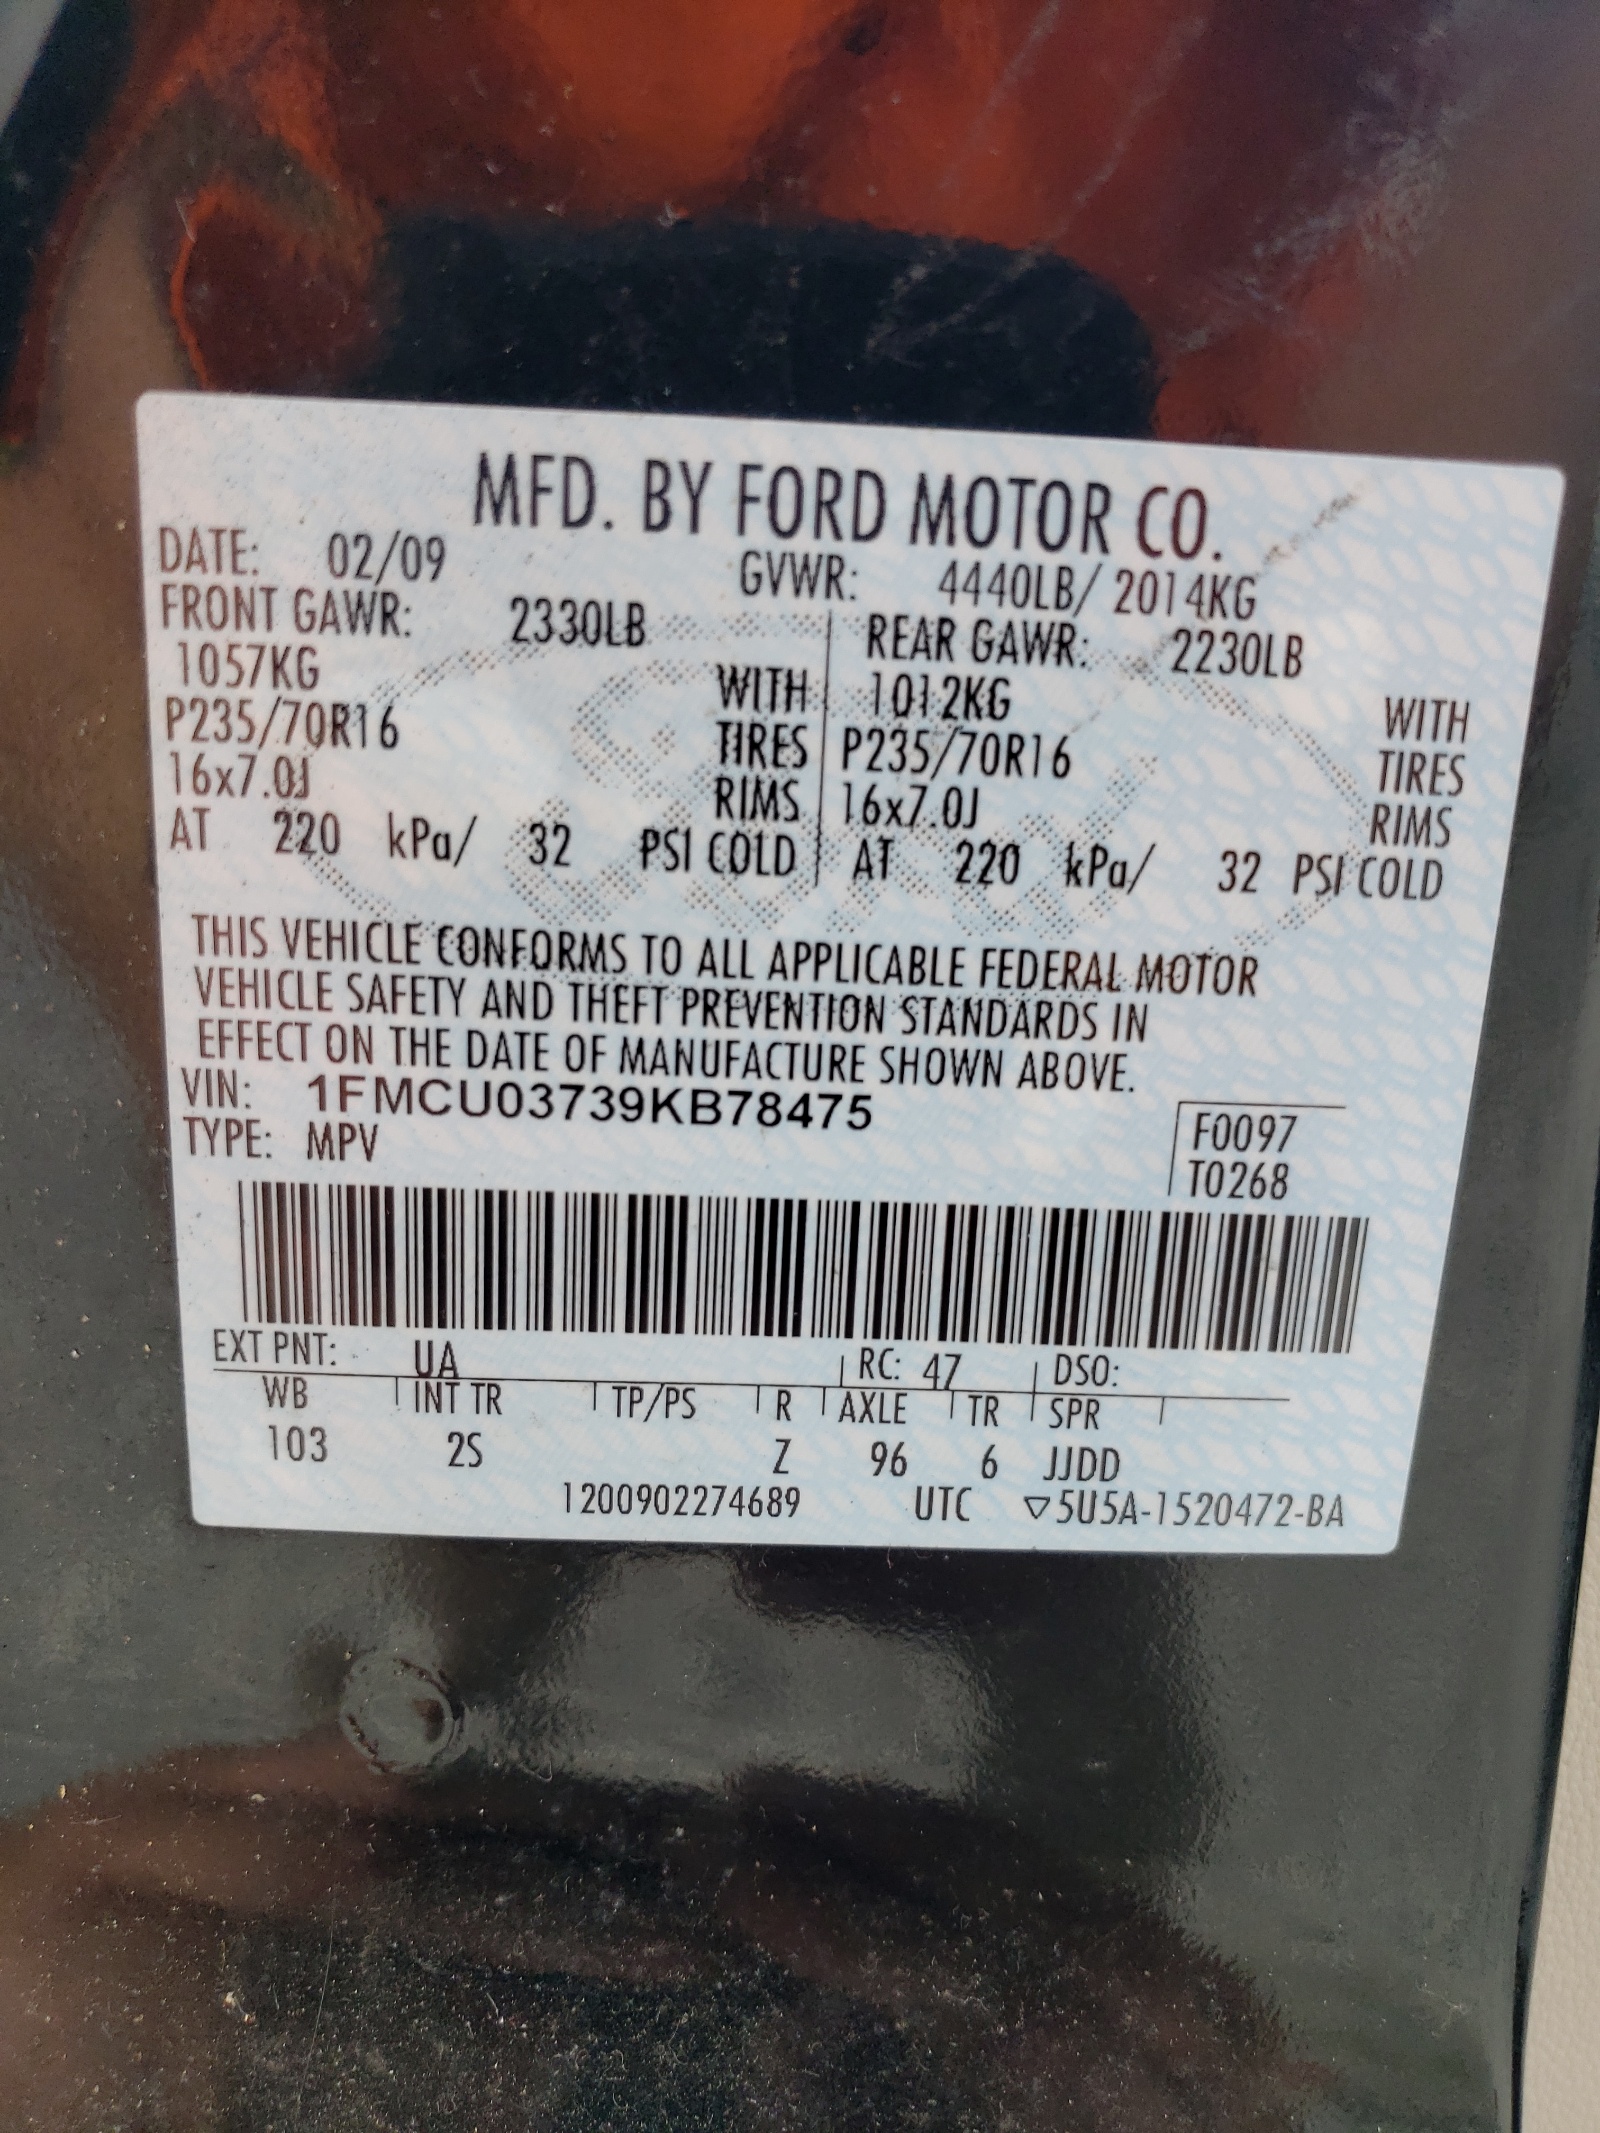 MFD. BY FORD MOTOR CO.
DATE: 02/09 GVWR: 4440LB/ 2014KG
FRONT GAWR: 2330LB REAR GAWR: 2230LB
1057KG WITH 1012KG WITH
P235/70R16 TIRES P235/70R16 TIRES
16x7.0J RIMS 16x7.0J RIMS
AT 220 kPa/ 32 PSI COLD AT 220 kPa/ 32 PSI COLD
THIS VEHICLE CONFORMS TO ALL APPLICABLE FEDERAL MOTOR
VEHICLE SAFETY AND THEFT PREVENTION STANDARDS IN
EFFECT ON THE DATE OF MANUFACTURE SHOWN ABOVE.
VIN: 1FMCU03739KB78475
F0097
TYPE: MPV
T0268
EXT PNT: UA RC: 47 DSO:
WB INT TR TP/PS R AXLE TR SPR
103 2S Z 96 6 JJDD
1200902274689 UTC ▽5U5A-1520472-BA